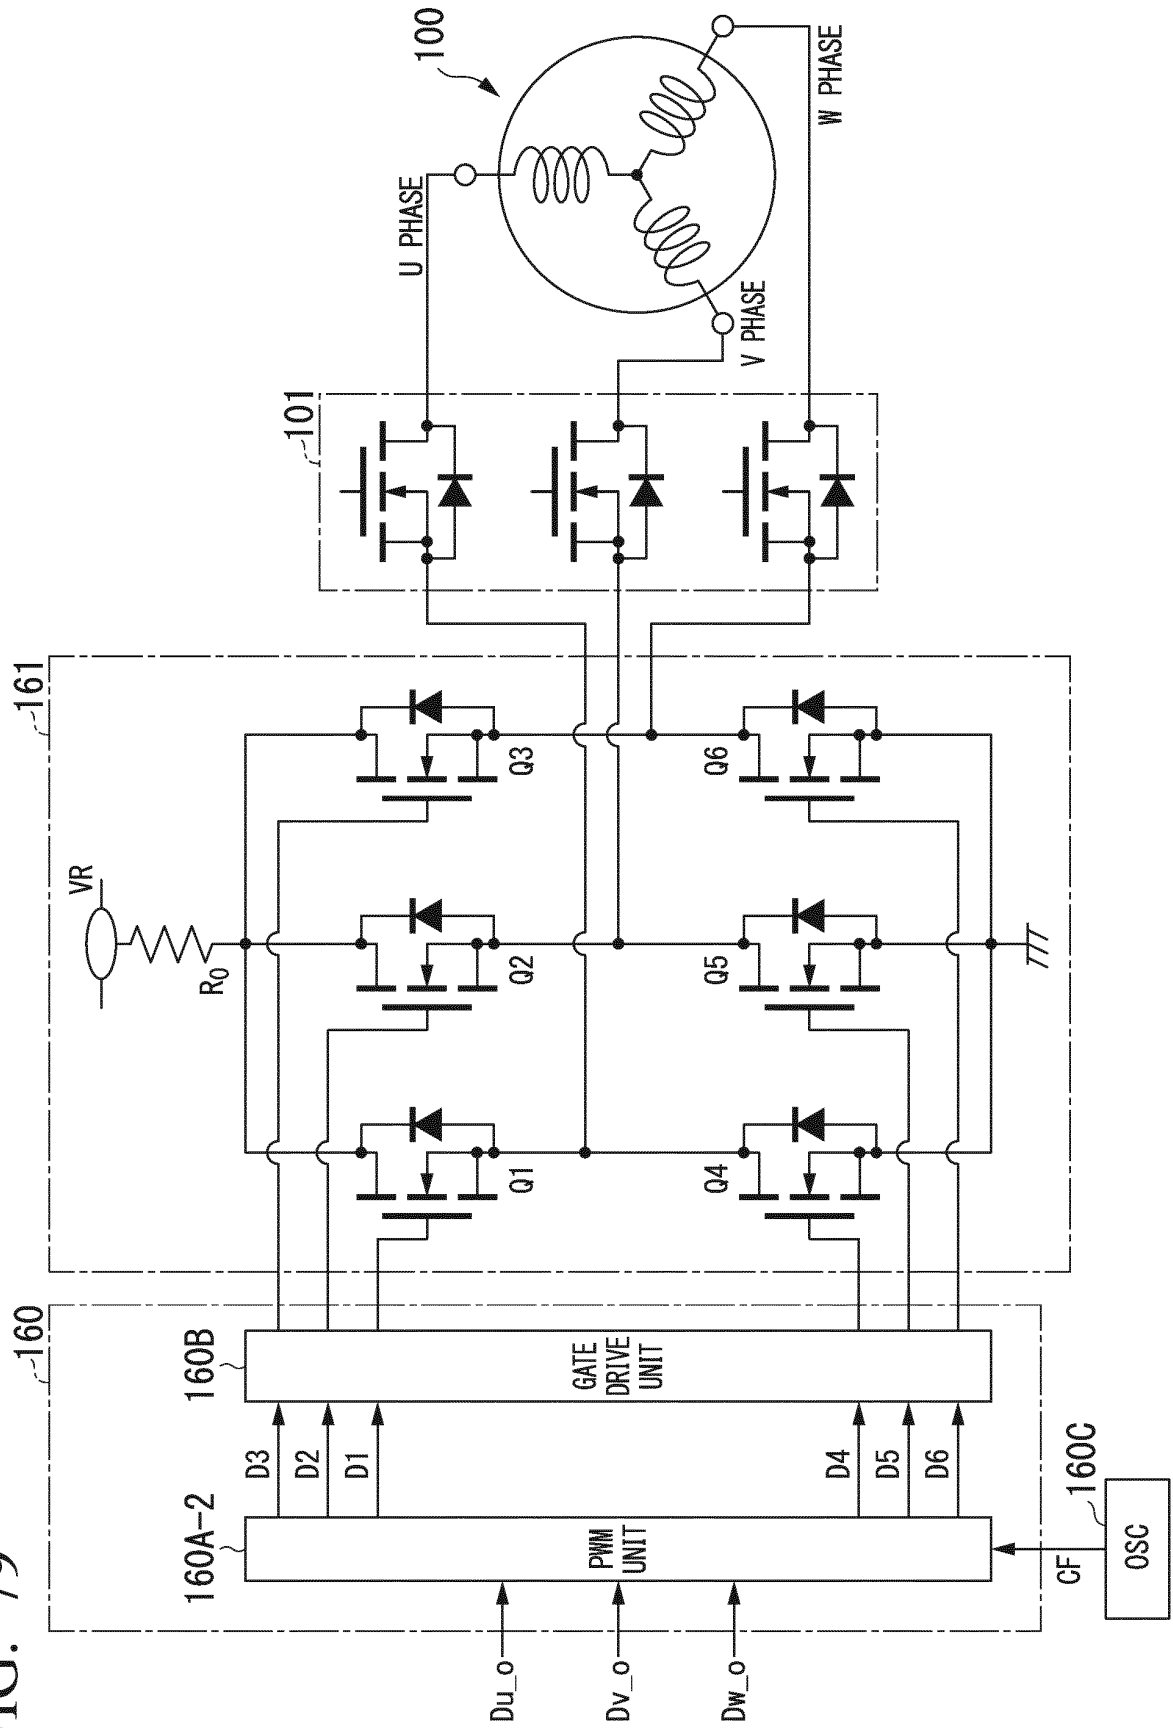 FIG. 79
160
160A-2
160B
160C
PWM
UNIT
GATE
DRIVE
UNIT
OSC
CF
Du_o
Dv_o
Dw_o
D3
D2
D1
D4
D5
D6
161
VR
R0
Q1
Q2
Q3
Q4
Q5
Q6
101
100
U PHASE
V PHASE
W PHASE